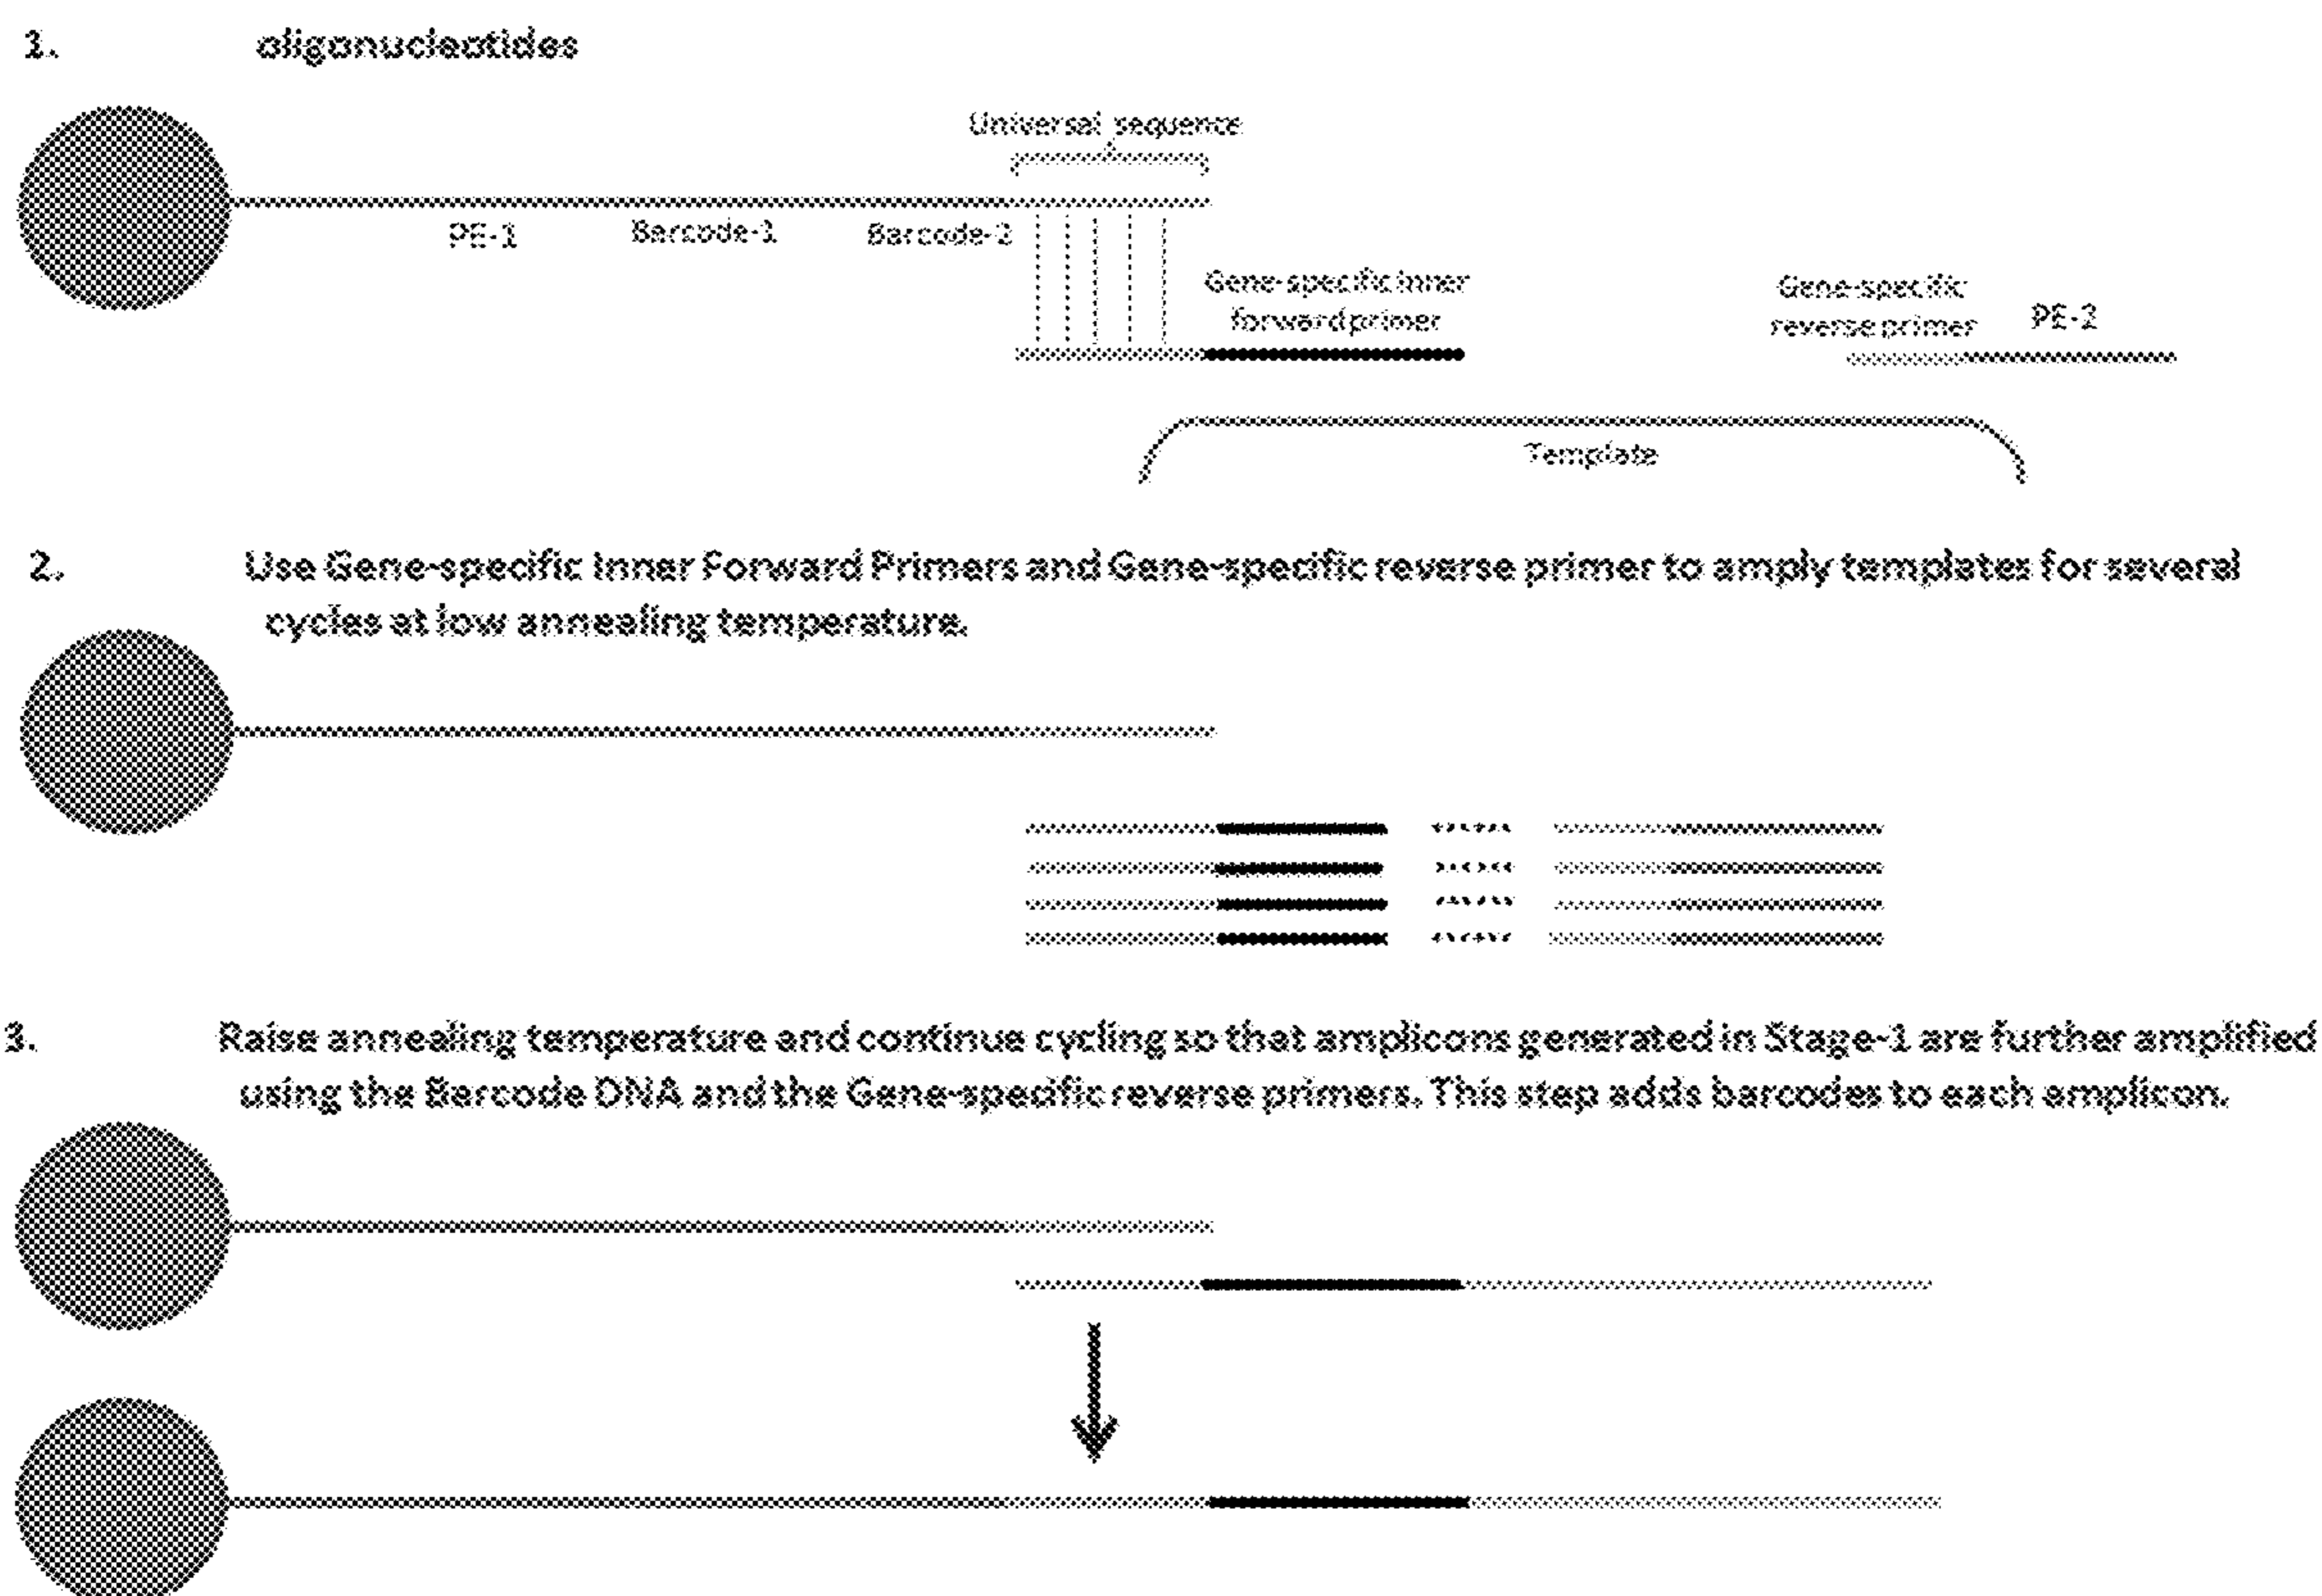 1. oligonucleotides
Universal sequence
PE-1 Barcode-1 Barcode-2
Gene-specific inner
forward primer
Gene-specific
reverse primer PE-2
Template
2. Use Gene-specific Inner Forward Primers and Gene-specific reverse primer to amply templates for several
cycles at low annealing temperature.
3. Raise annealing temperature and continue cycling so that amplicons generated in Stage-1 are further amplified
using the Barcode DNA and the Gene-specific reverse primers. This step adds barcodes to each amplicon.